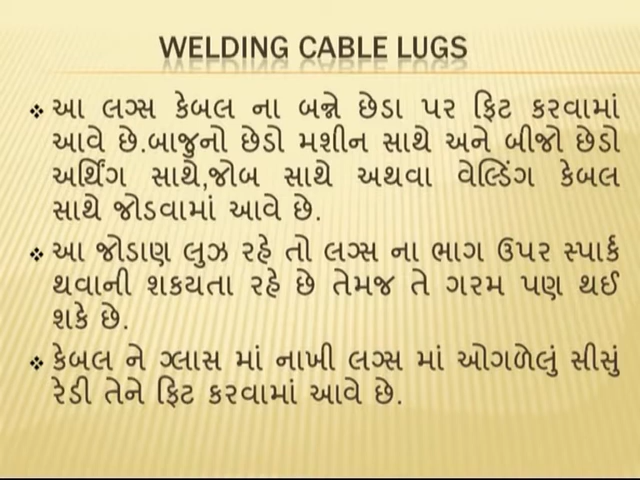 WELDING CABLE LUGS
❖ આ લગ્સ કેબલ ના બન્ને છેડા પર ફિટ કરવામાં
આવે છે.બાજુનો છેડો મશીન સાથે અને બીજો છેડો
અર્થિંગ સાથે,જોબ સાથે અથવા વેલ્ડિંગ કેબલ
સાથે જોડવામાં આવે છે.
❖ આ જોડાણ લુઝ રહે તો લગ્સ ના ભાગ ઉપર સ્પાર્ક
થવાની શકયતા રહે છે તેમજ તે ગરમ પણ થઈ
શકે છે.
❖ કેબલ ને ગ્લાસ માં નાખી લગ્સ માં ઓગળેલું સીસું
રેડી તેને ફિટ કરવામાં આવે છે.